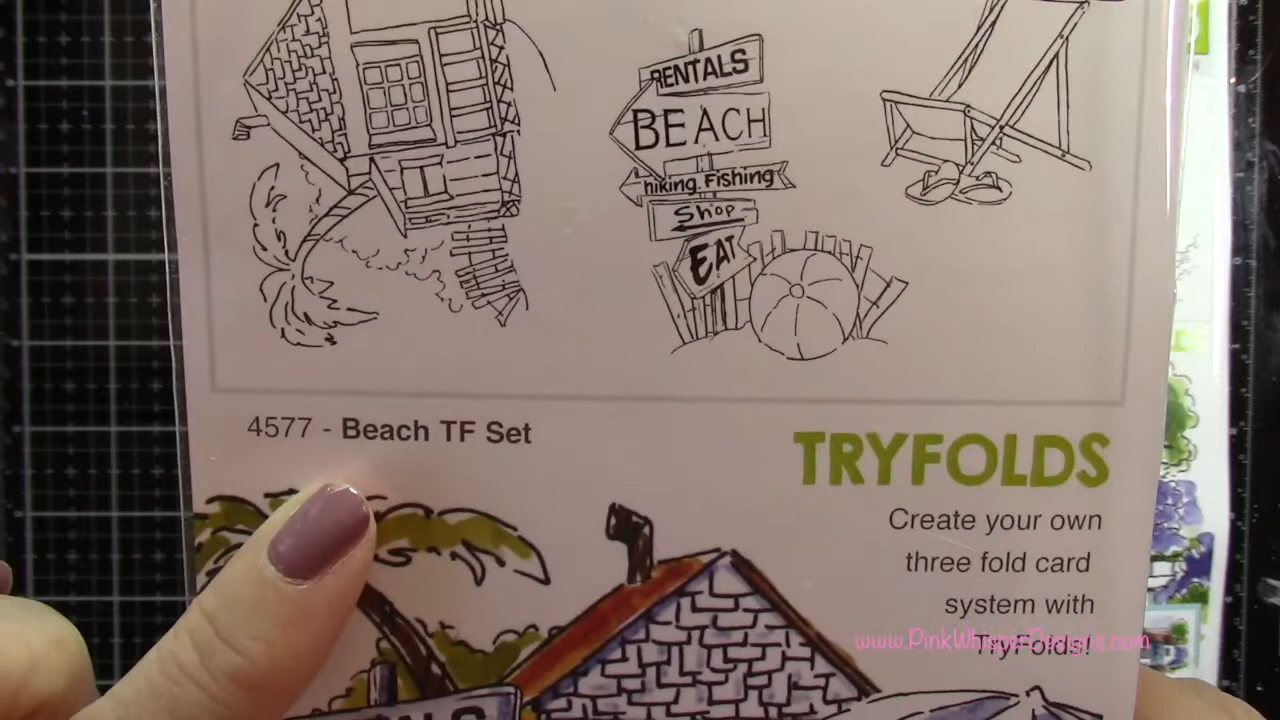 RENTALS
BEACH
hiking. Fishing
Shop
EAT
4577 - Beach TF Set
TRYFOLDS
Create your own
three fold card
system with
TryFolds!
www.PinkWhisperDesigns.com